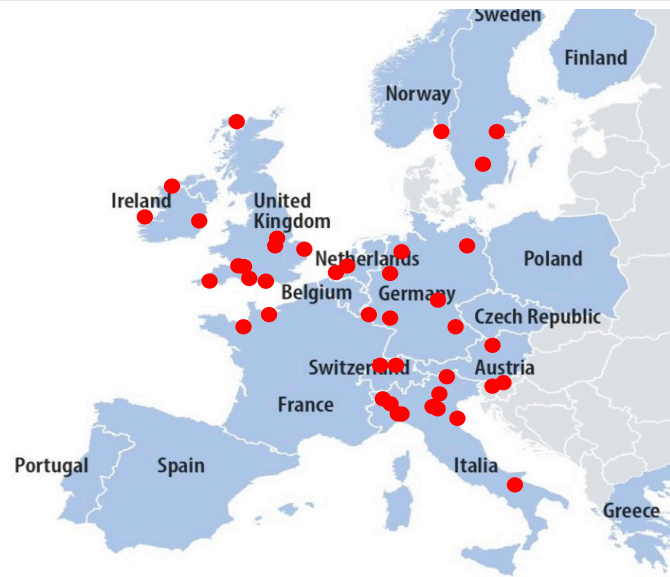 Sweden
Finland
Norway
Ireland
United
Kingdom
Netherlands
Poland
Belgium
Germany
Czech Republic
Switzerland
Austria
France
Portugal
Spain
Italia
Greece